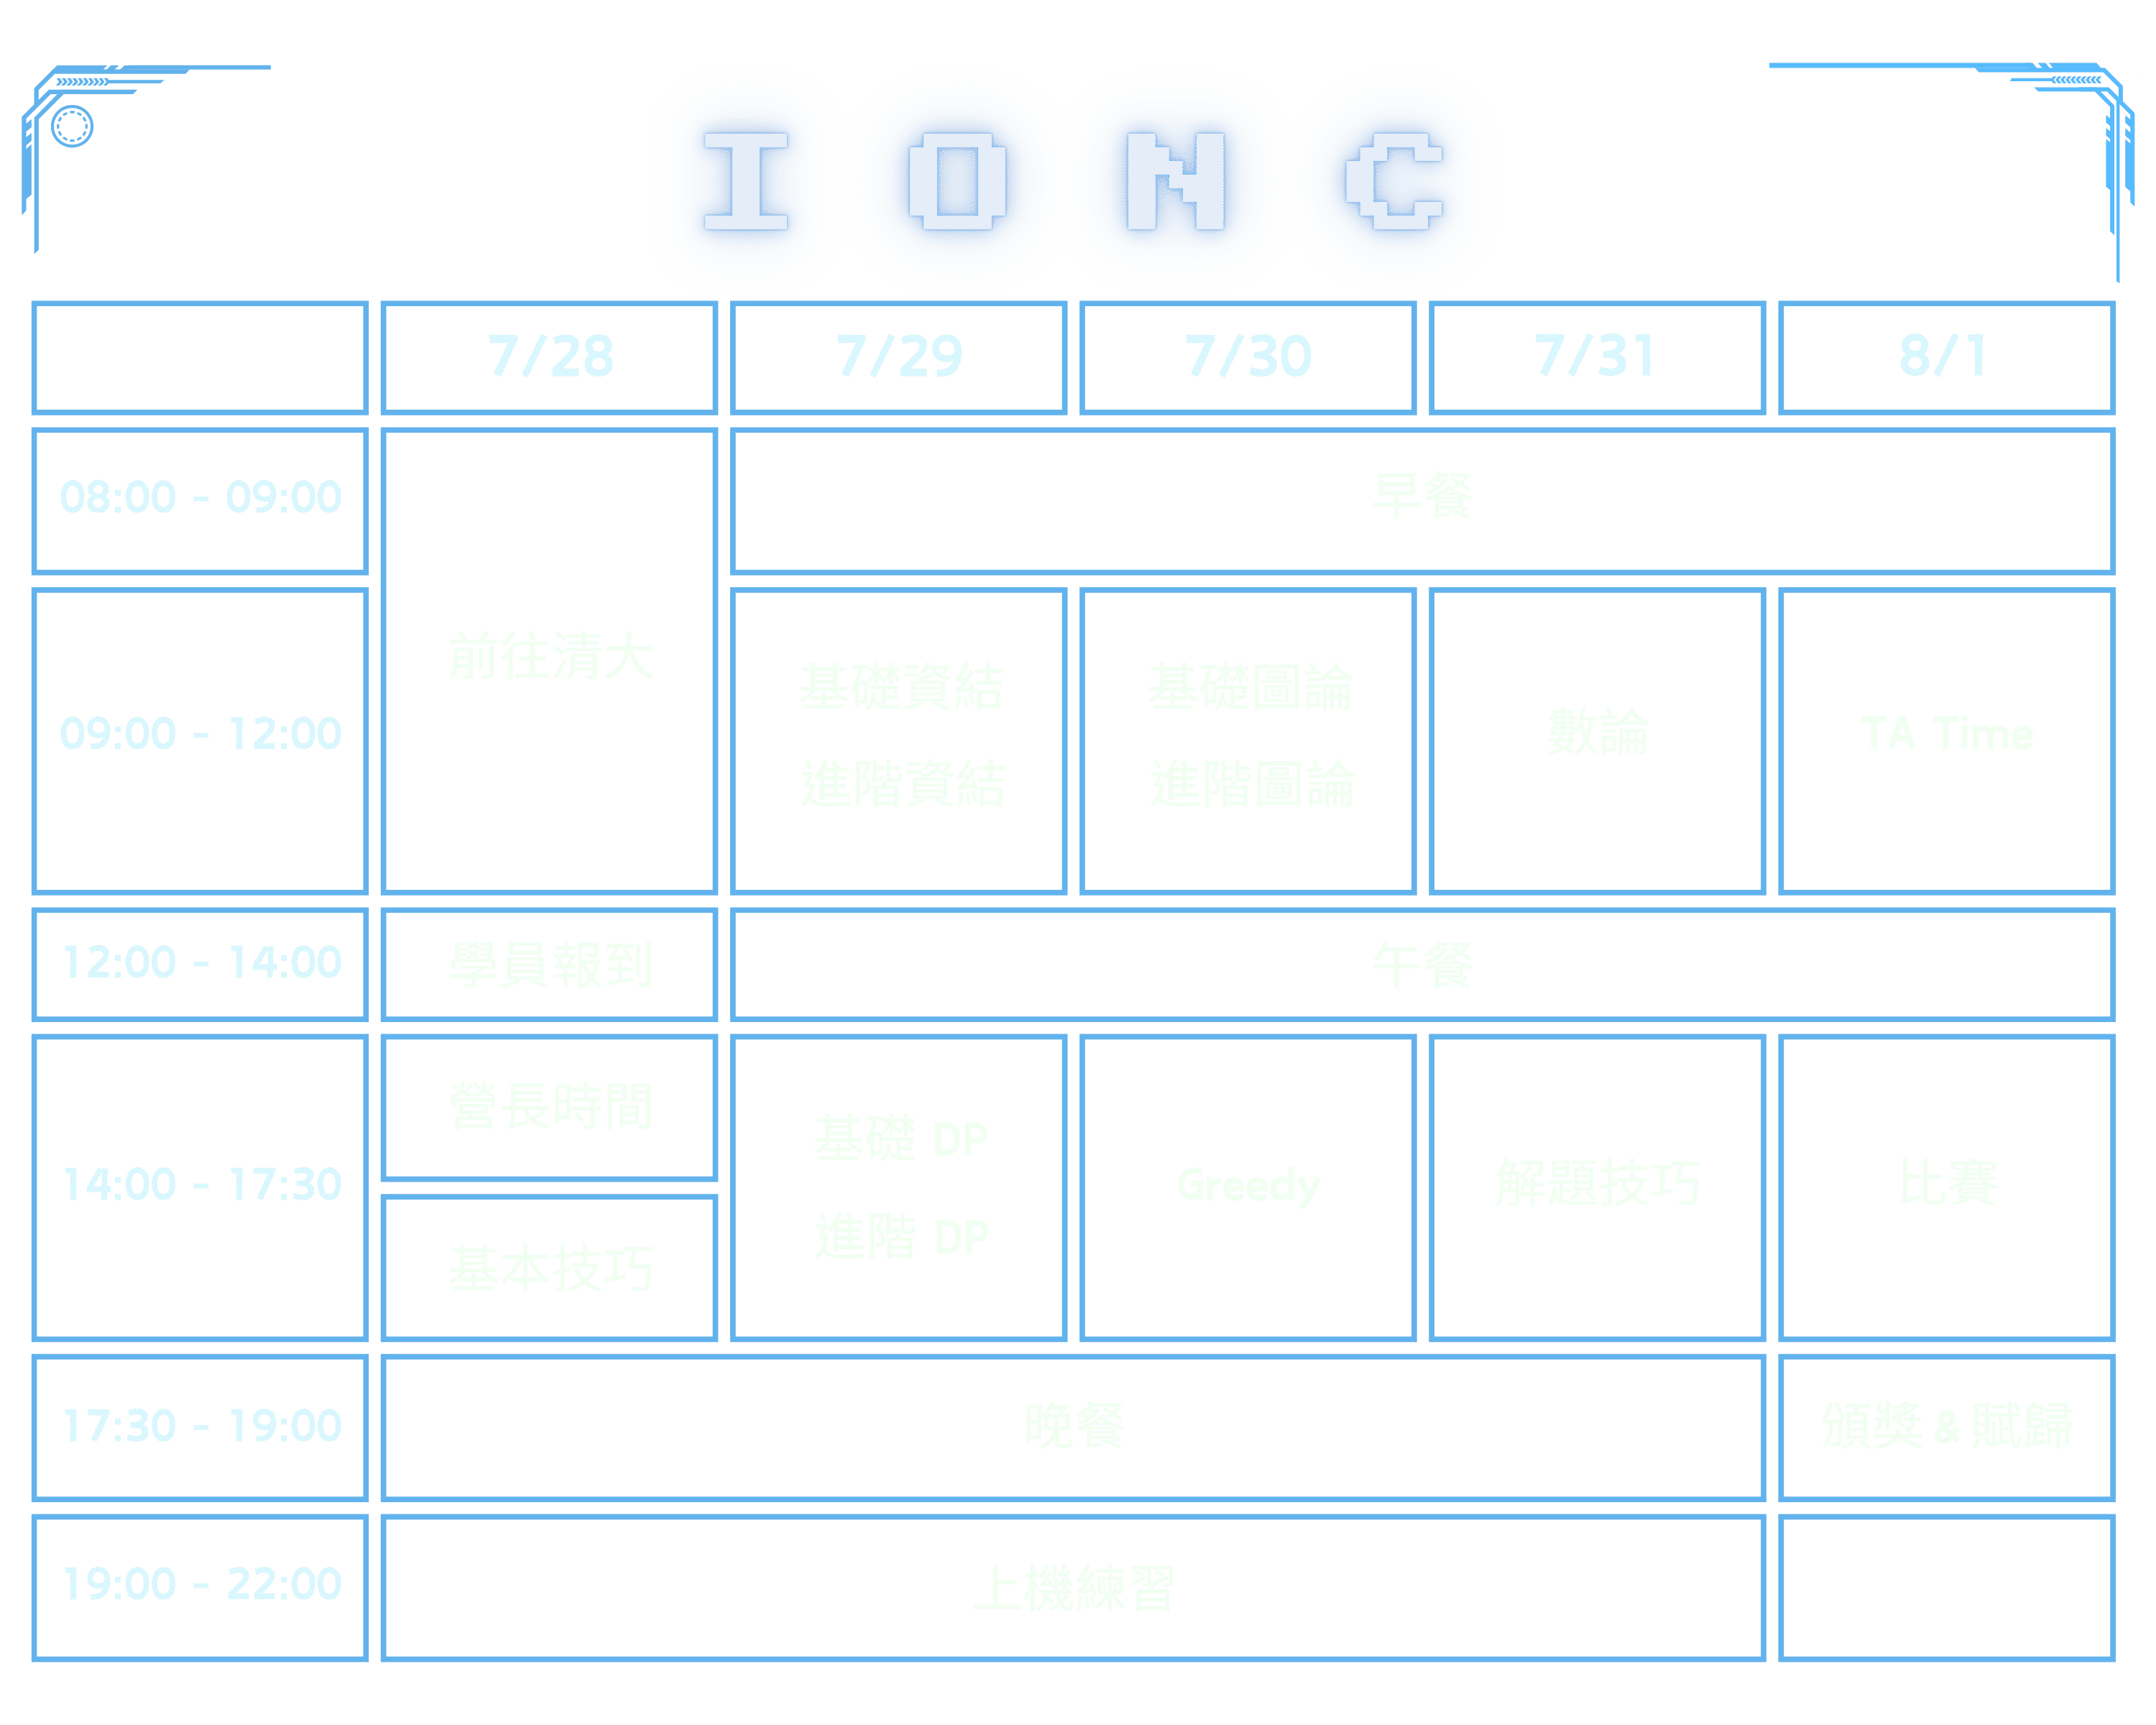 IONC
7/28 7/29 7/30 7/31 8/1
08:00 - 09:00
早餐
前往清大
09:00 - 12:00
基礎資結
進階資結
基礎圖論
進階圖論
數論
TA Time
12:00 - 14:00
學員報到
午餐
14:00 - 17:30
營長時間
基本技巧
基礎 DP
進階 DP
Greedy
解題技巧
比賽
17:30 - 19:00
晚餐
頒獎 & 賦歸
19:00 - 22:00
上機練習